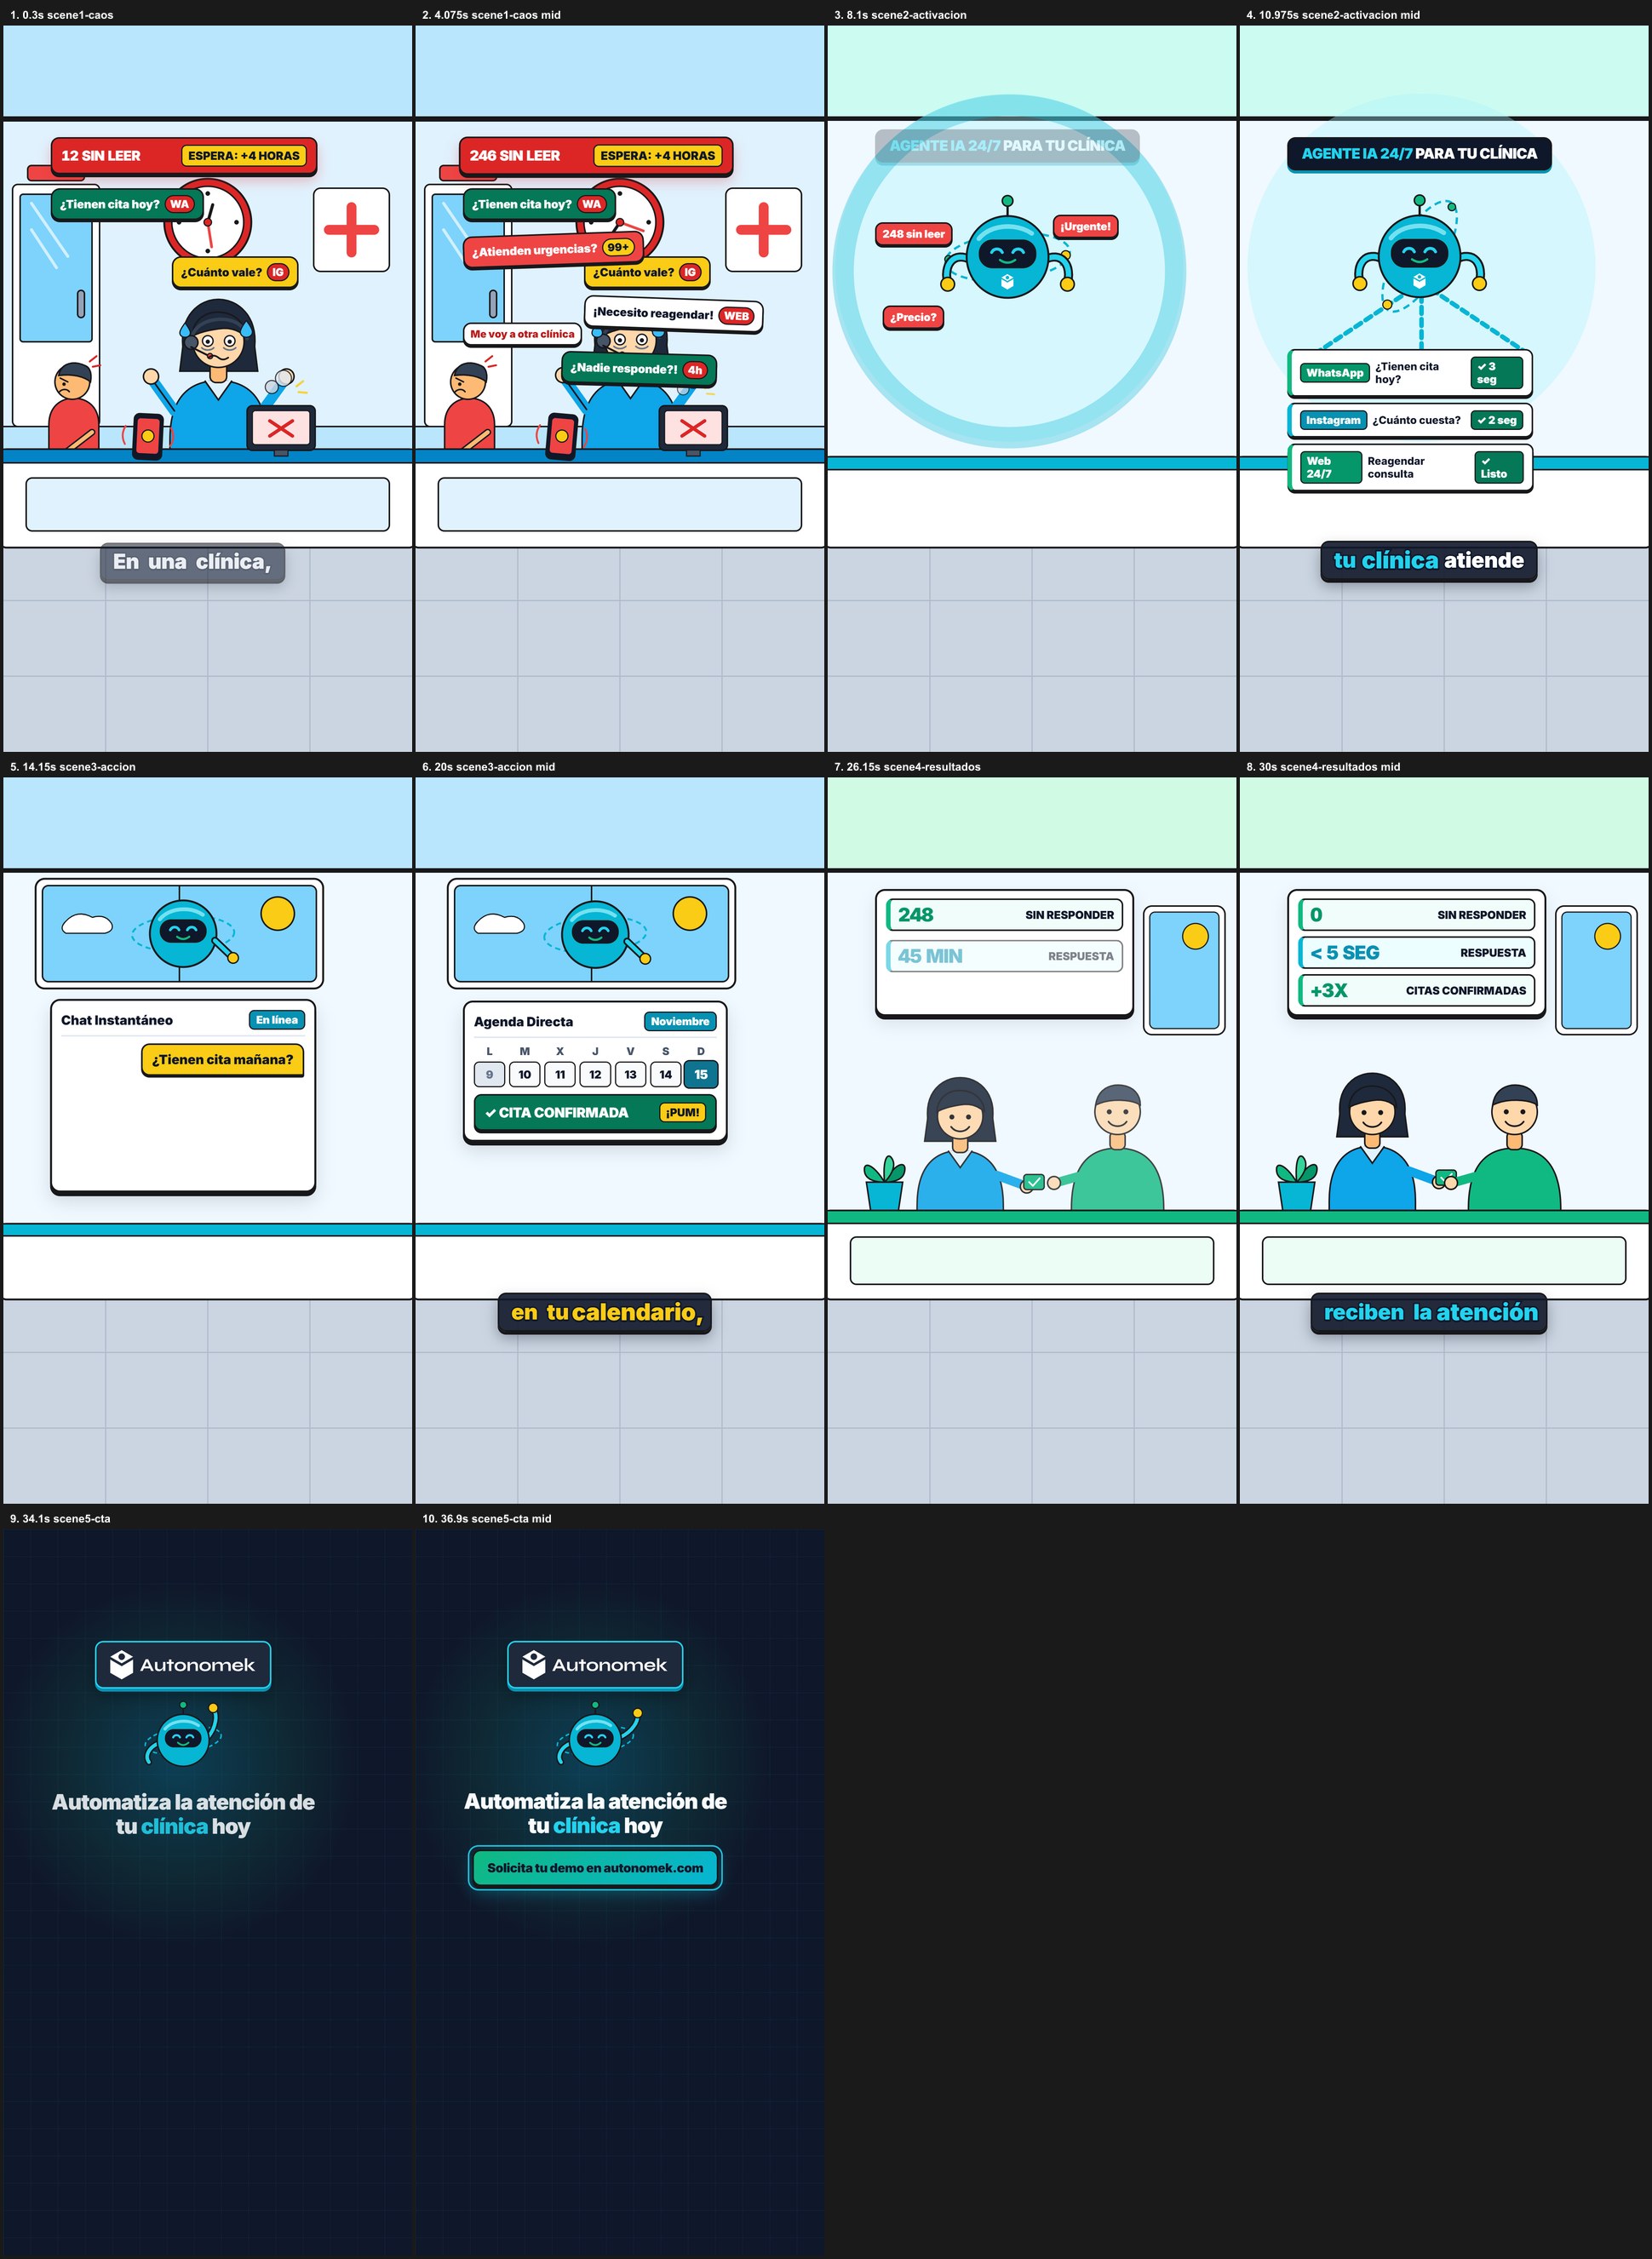 1. 0.3s scene1-caos
12 SIN LEER
ESPERA: +4 HORAS
¿Tienen cita hoy? WA
¿Cuánto vale? IG
En una clínica,
2. 4.075s scene1-caos mid
246 SIN LEER
ESPERA: +4 HORAS
¿Tienen cita hoy? WA
¿Atienden urgencias? 99+
¿Cuánto vale? IG
¡Necesito reagendar! WEB
Me voy a otra clínica
¿Nadie responde?! 4h
3. 8.1s scene2-activacion
AGENTE IA 24/7 PARA TU CLÍNICA
248 sin leer
¡Urgente!
¿Precio?
4. 10.975s scene2-activacion mid
AGENTE IA 24/7 PARA TU CLÍNICA
WhatsApp
¿Tienen cita
hoy?
✓ 3
seg
Instagram ¿Cuánto cuesta? ✓ 2 seg
Web
24/7
Reagendar
consulta
✓
Listo
tu clínica atiende
5. 14.15s scene3-accion
Chat Instantáneo
En línea
¿Tienen cita mañana?
6. 20s scene3-accion mid
Agenda Directa
Noviembre
L M X J V S D
9 10 11 12 13 14 15
✓ CITA CONFIRMADA ¡PUM!
en tu calendario,
7. 26.15s scene4-resultados
248 SIN RESPONDER
45 MIN RESPUESTA
8. 30s scene4-resultados mid
0 SIN RESPONDER
< 5 SEG RESPUESTA
+3X CITAS CONFIRMADAS
reciben la atención
9. 34.1s scene5-cta
Autonomek
Automatiza la atención de
tu clínica hoy
10. 36.9s scene5-cta mid
Autonomek
Automatiza la atención de
tu clínica hoy
Solicita tu demo en autonomek.com